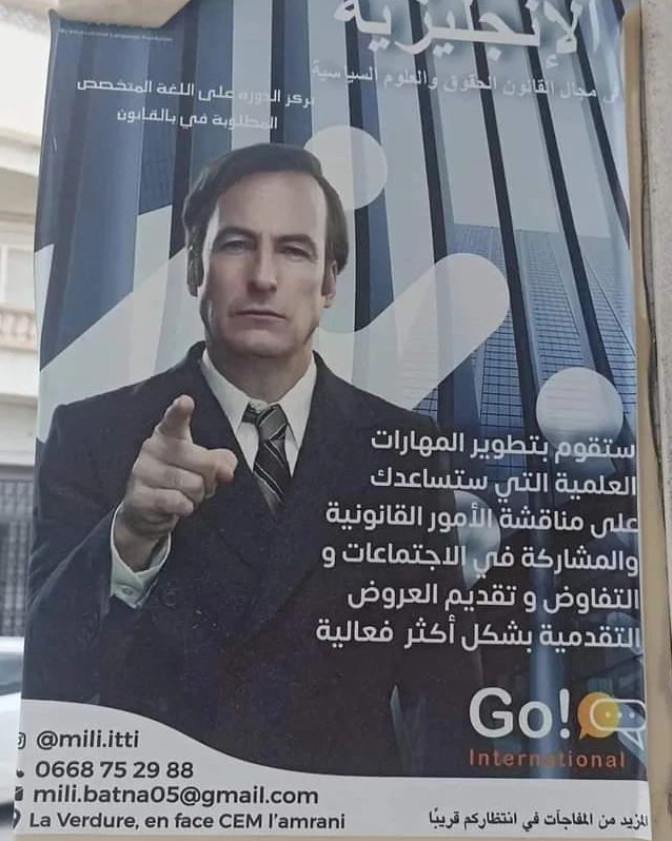 الإنجليزية
في مجال القانون الحقوق والعلوم السياسية
تركز الدورة على اللغة المتخصص
المطلوبة في بالقانون
ستقوم بتطوير المهارات
العلمية التي ستساعدك
على مناقشة الأمور القانونية
والمشاركة في الاجتماعات و
التفاوض و تقديم العروض
التقدمية بشكل أكثر فعالية
Go!
International
@mili.itti
0668 75 29 88
mili.batna05@gmail.com
La Verdure, en face CEM l'amrani
المزيد من المفاجآت في انتظاركم قريبًا